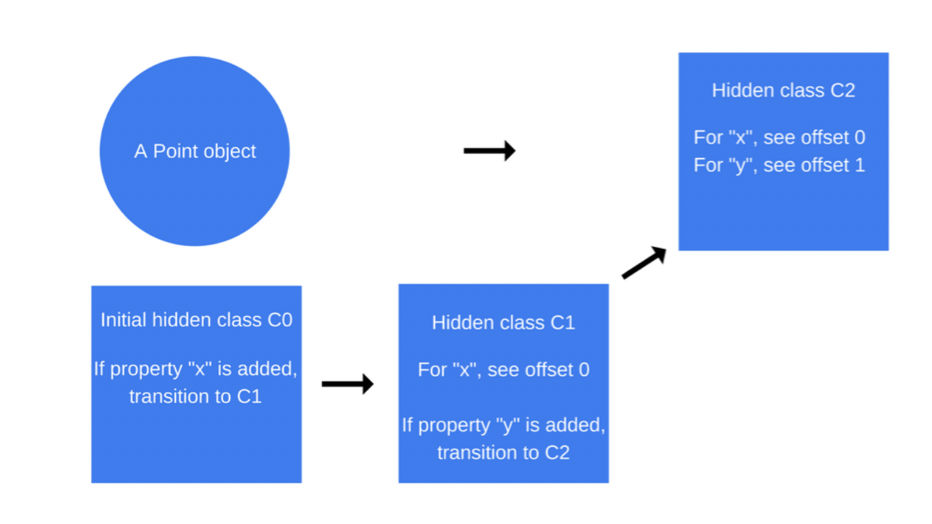 A Point object
Hidden class C2
For "x", see offset 0
For "y", see offset 1
Initial hidden class C0
If property "x" is added,
transition to C1
Hidden class C1
For "x", see offset 0
If property "y" is added,
transition to C2